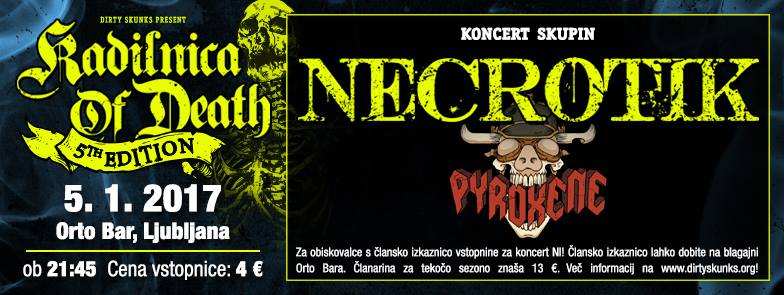 DIRTY SKUNKS PRESENT
Kadilnica
Of Death
5TH EDITION
5. 1. 2017
Orto Bar, Ljubljana
ob 21:45 Cena vstopnice: 4 €
KONCERT SKUPIN
NECROTIK
PYROXENE
Za obiskovalce s člansko izkaznico vstopnine za koncert NI! Člansko izkaznico lahko dobite na blagajni
Orto Bara. Članarina za tekočo sezono znaša 13 €. Več informacij na www.dirtyskunks.org!